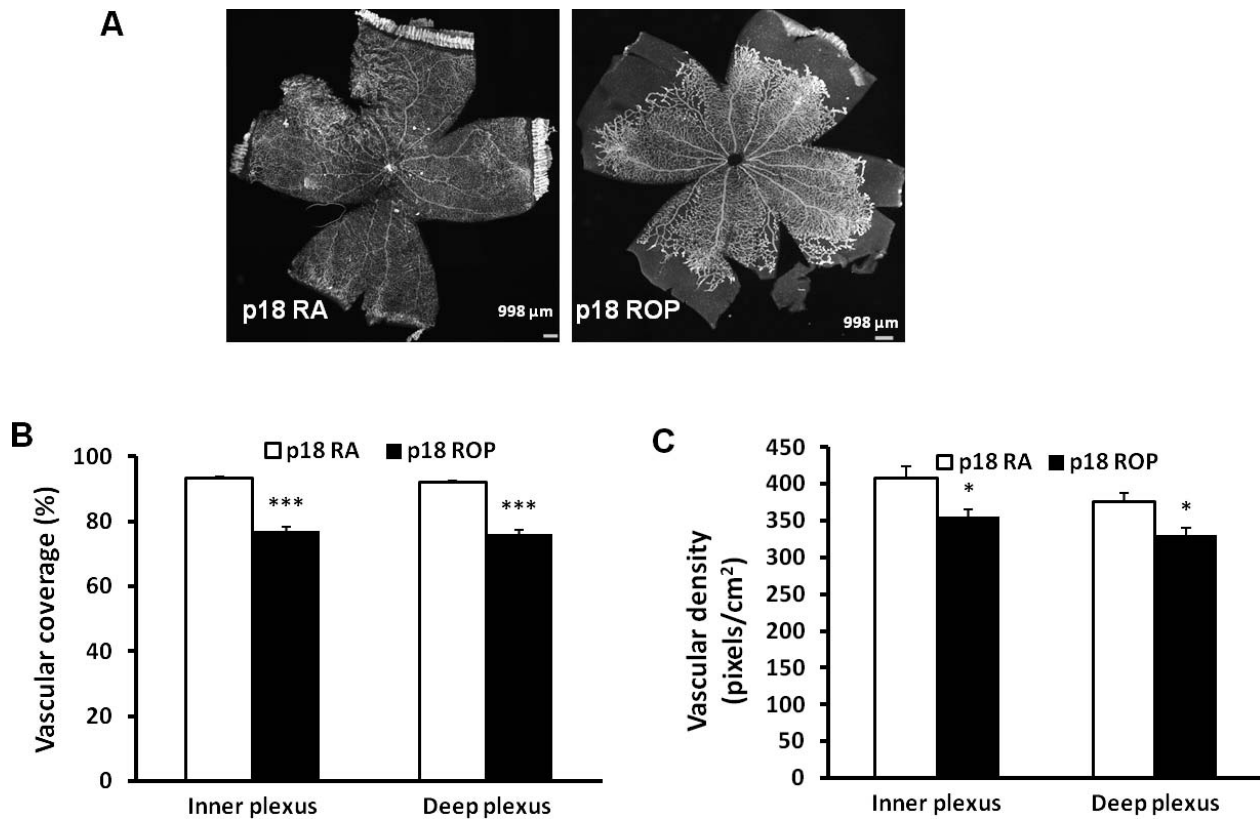 A
p18 RA
998 µm
p18 ROP
998 µm
B
p18 RA
p18 ROP
Vascular coverage (%)
100
80
60
40
20
0
***
***
Inner plexus
Deep plexus
C
p18 RA
p18 ROP
Vascular density
(pixels/cm²)
450
400
350
300
250
200
150
100
50
0
*
*
Inner plexus
Deep plexus